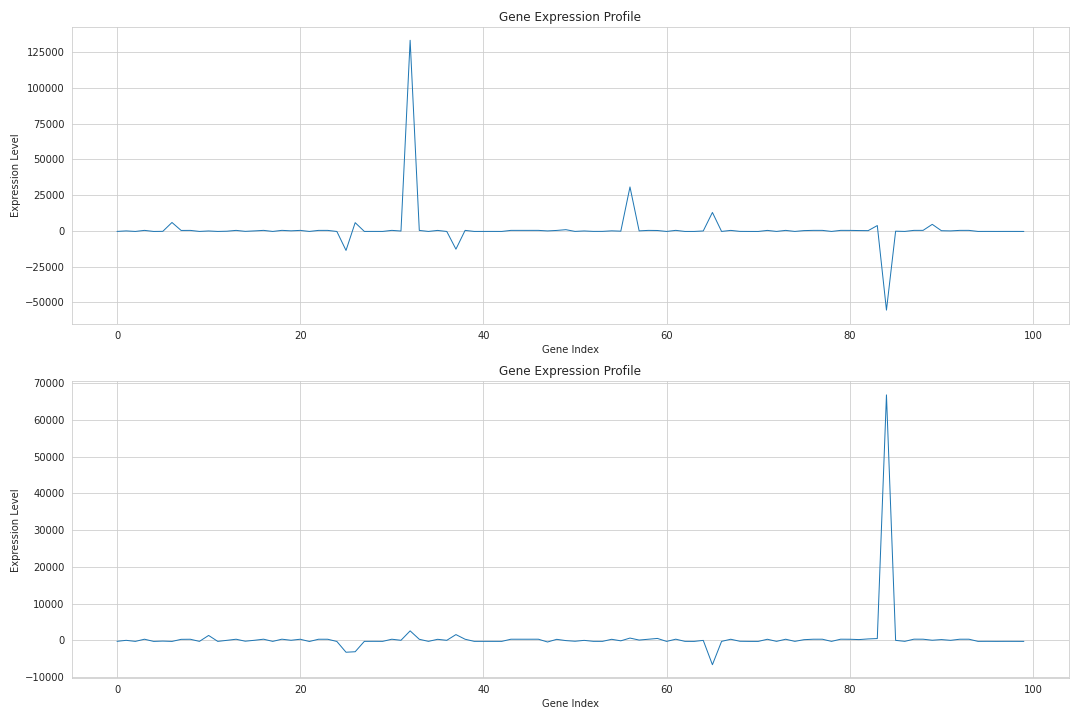 Gene Expression Profile
125000
100000
75000
50000
25000
0
−25000
−50000
Expression Level
0 20 40 60 80 100
Gene Index
Gene Expression Profile
70000
60000
50000
40000
30000
20000
10000
0
−10000
Expression Level
0 20 40 60 80 100
Gene Index